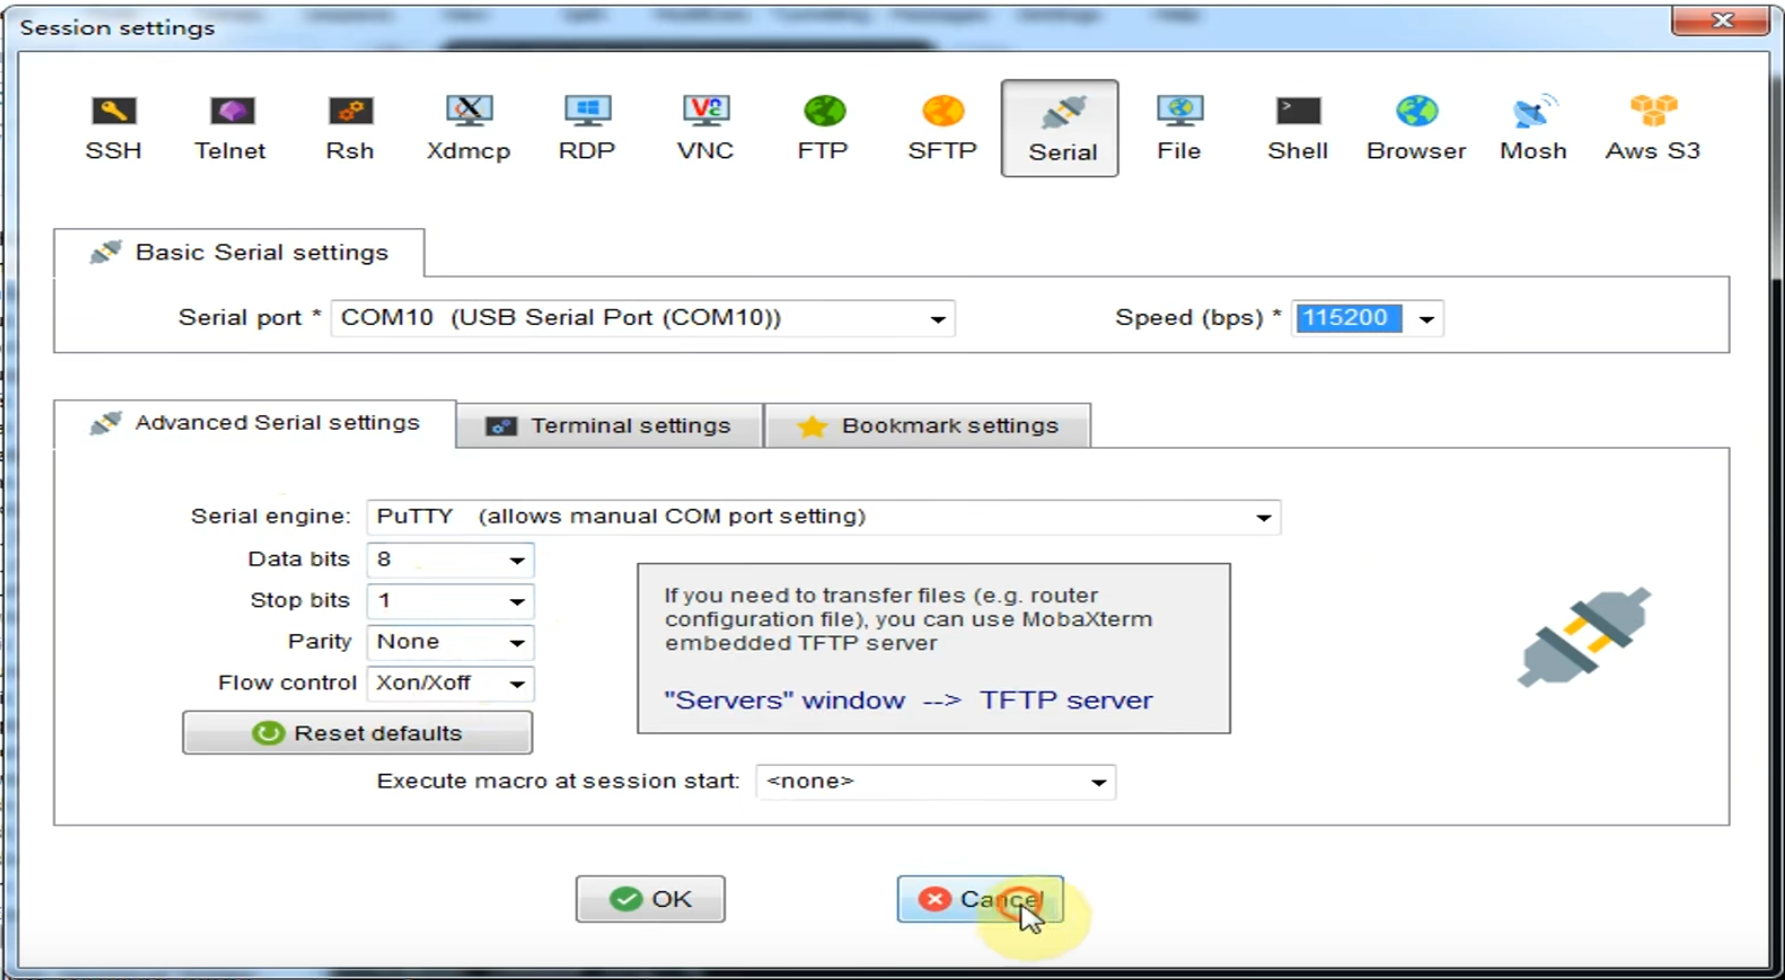 Session settings
SSH Telnet Rsh Xdmcp RDP VNC FTP SFTP Serial File Shell Browser Mosh Aws S3
Basic Serial settings
Serial port * COM10 (USB Serial Port (COM10)) Speed (bps) * 115200
Advanced Serial settings Terminal settings Bookmark settings
Serial engine: PuTTY (allows manual COM port setting)
Data bits 8
Stop bits 1
Parity None
Flow control Xon/Xoff
Reset defaults
If you need to transfer files (e.g. router
configuration file), you can use MobaXterm
embedded TFTP server
"Servers" window --> TFTP server
Execute macro at session start: <none>
OK Cancel